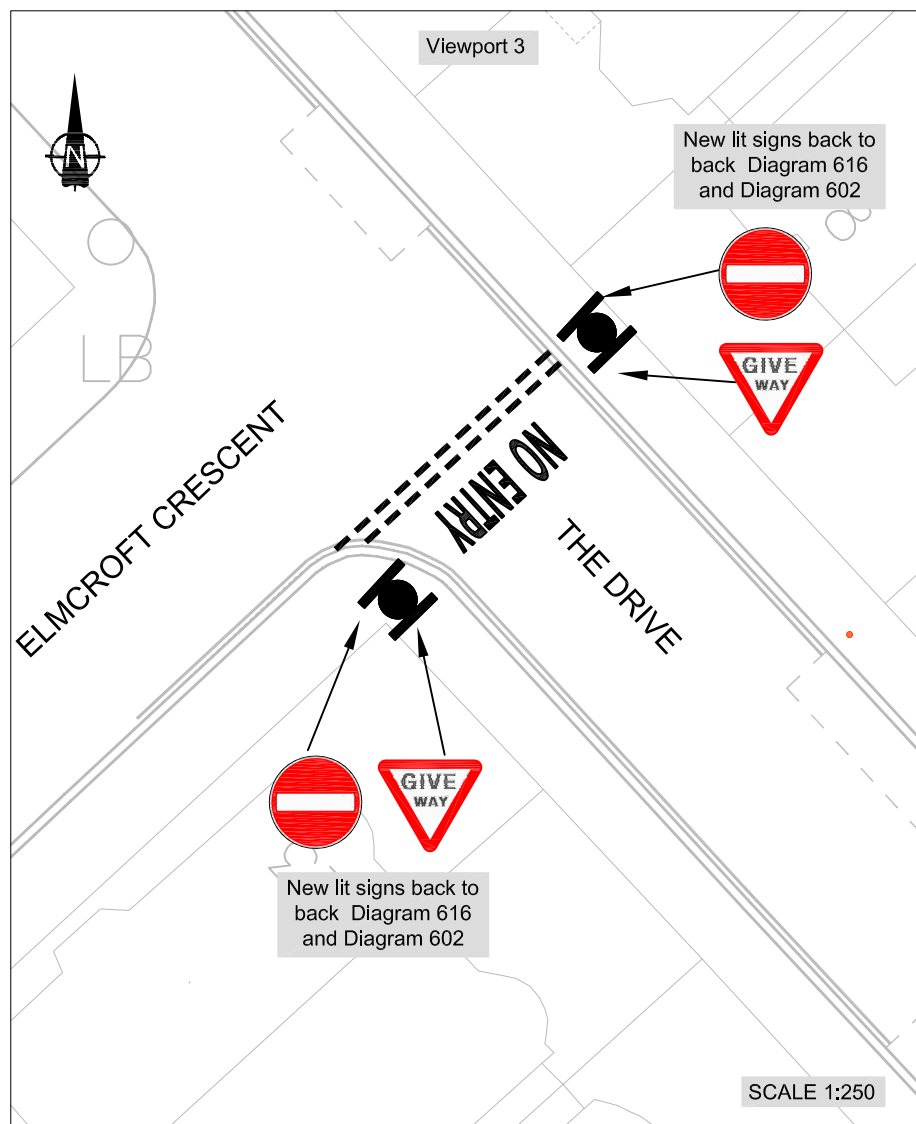 Viewport 3
N
New lit signs back to
back Diagram 616
and Diagram 602
8
GIVE
WAY
LB
ELMCROFT CRESCENT
NO ENTRY
THE DRIVE
GIVE
WAY
New lit signs back to
back Diagram 616
and Diagram 602
SCALE 1:250